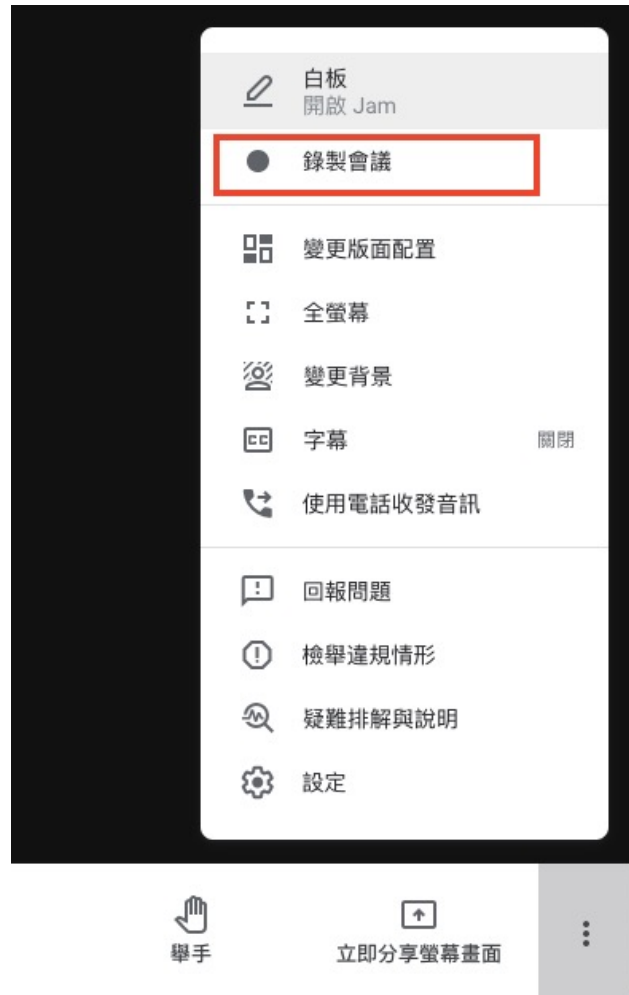 白板
開啟 Jam
錄製會議
變更版面配置
全螢幕
變更背景
CC 字幕 關閉
使用電話收發音訊
回報問題
檢舉違規情形
疑難排解與說明
設定
舉手 立即分享螢幕畫面